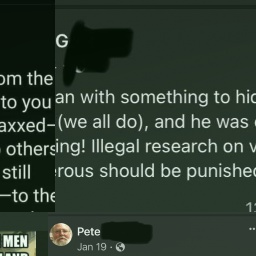 G
om the
to you
an with something to hid
axxed–
(we all do), and he was
others
ing! Illegal research on v
still
rous should be punished
–to the
MEN
Pete
Jan 19